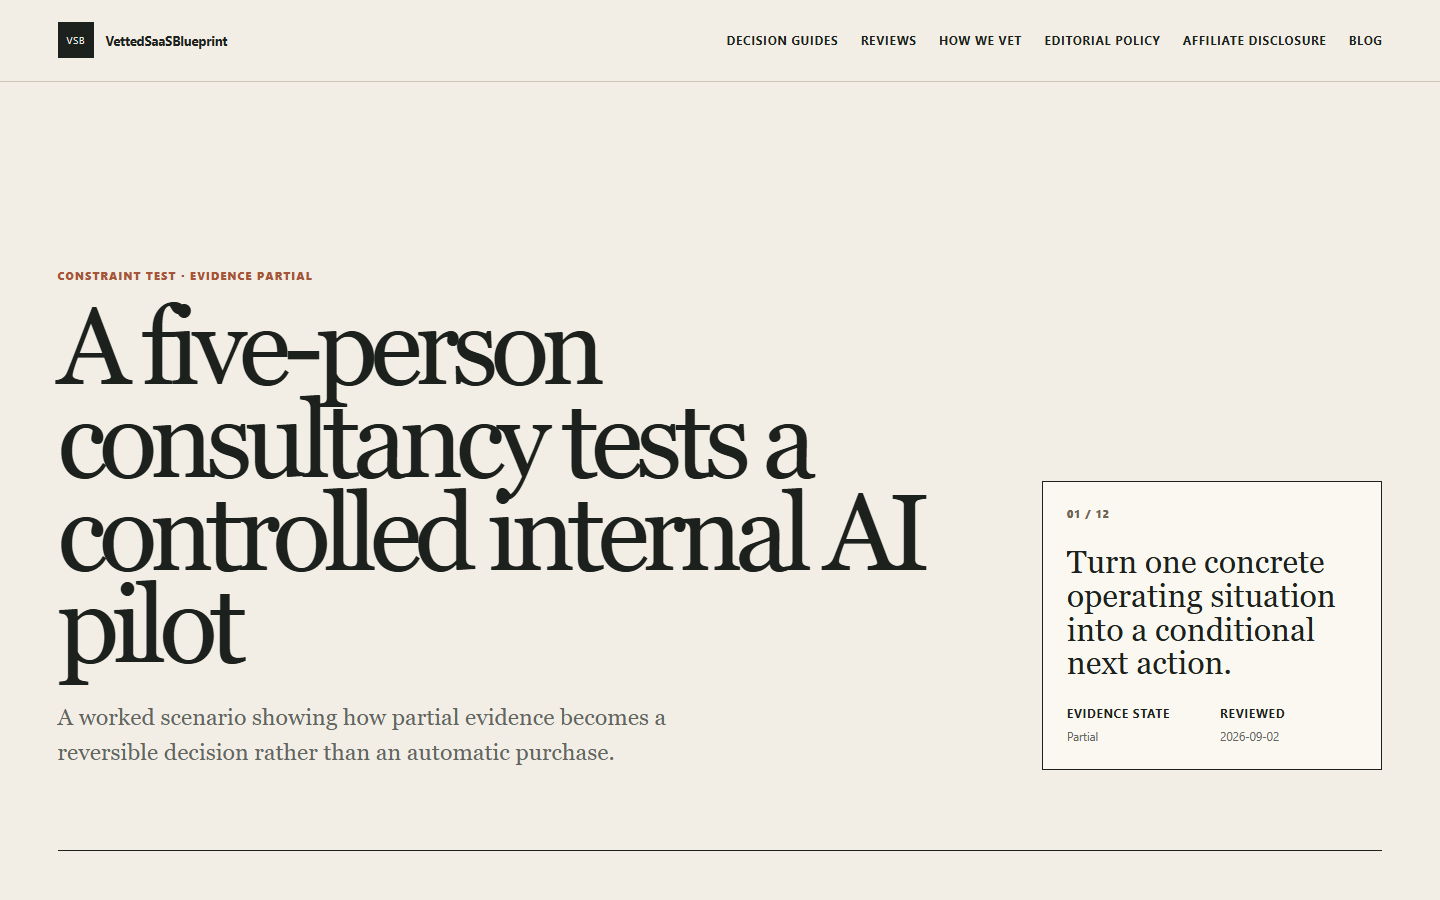 VSB
VettedSaaSBlueprint
DECISION GUIDES
REVIEWS
HOW WE VET
EDITORIAL POLICY
AFFILIATE DISCLOSURE
BLOG
CONSTRAINT TEST · EVIDENCE PARTIAL
A five-person
consultancy tests a
controlled internal AI
pilot
A worked scenario showing how partial evidence becomes a
reversible decision rather than an automatic purchase.
01 / 12
Turn one concrete
operating situation
into a conditional
next action.
EVIDENCE STATE
Partial
REVIEWED
2026-09-02